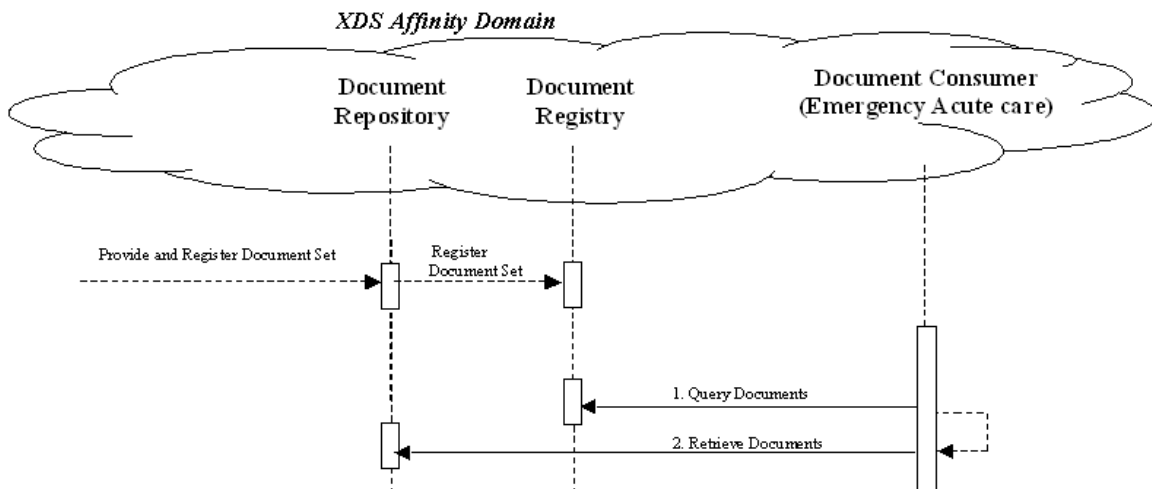 XDS Affinity Domain
Document
Repository
Document
Registry
Document Consumer
(Emergency Acute care)
Provide and Register Document Set
Register
Document Set
1. Query Documents
2. Retrieve Documents